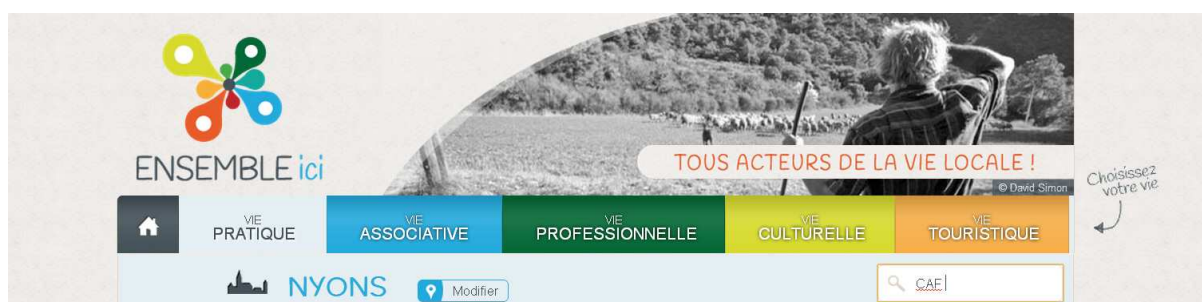 ENSEMBLE ici
TOUS ACTEURS DE LA VIE LOCALE !
© David Simon
Choisissez
votre vie
VIE PRATIQUE
VIE ASSOCIATIVE
VIE PROFESSIONNELLE
VIE CULTURELLE
VIE TOURISTIQUE
NYONS
Modifier
CAF